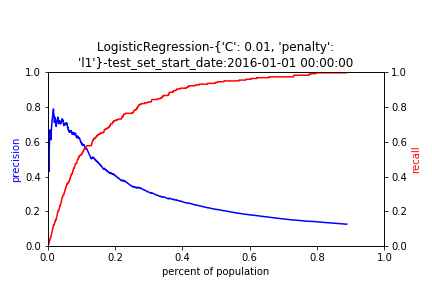 LogisticRegression-{'C': 0.01, 'penalty':
'l1'}-test_set_start_date:2016-01-01 00:00:00
1.0 1.0
0.8 0.8
0.6 0.6
precision recall
0.4 0.4
0.2 0.2
0.0 0.0
0.0 0.2 0.4 0.6 0.8 1.0
percent of population